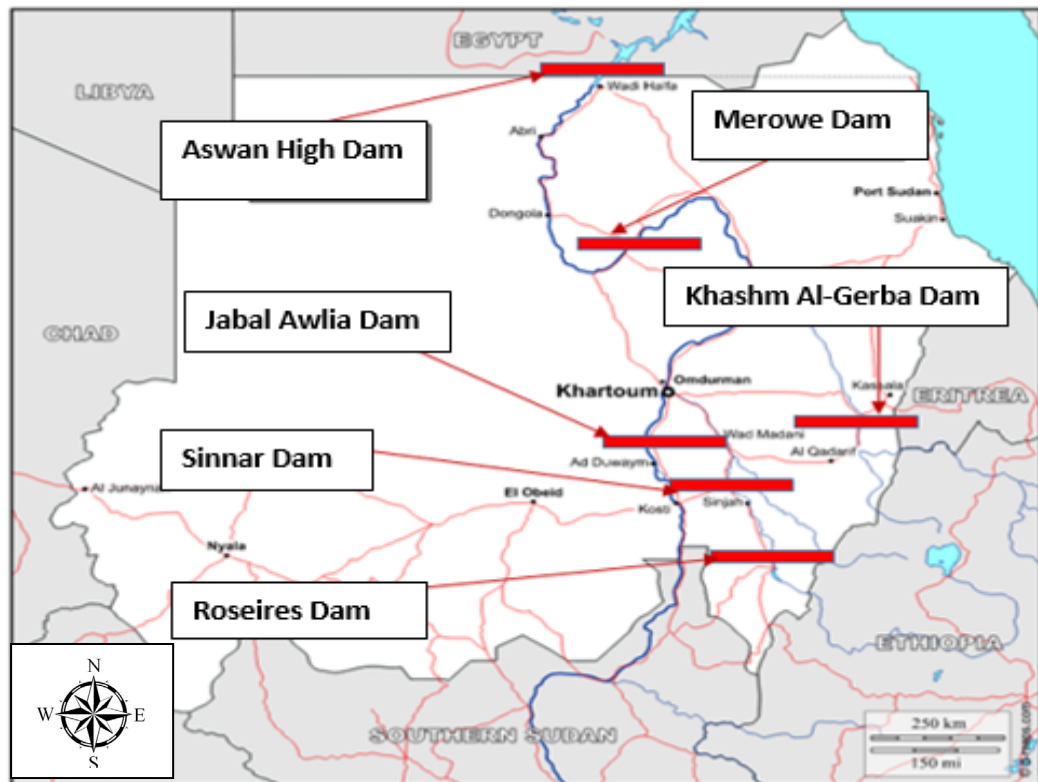 EGYPT
LIBYA
Wadi Halfa
Merowe Dam
Aswan High Dam
Abri
Port Sudan
Dongola
Suakin
Khashm Al-Gerba Dam
Jabal Awlia Dam
CHAD
Khartoum
Omdurman
Kassala
ERITREA
Wad Madani
Sinnar Dam
Ad Duwaym
Al Qadarif
Al Junaynah
El Obeid
Kosti
Sinjah
Nyala
Roseires Dam
ETHIOPIA
N
W E
S
SOUTHERN SUDAN
250 km
150 mi